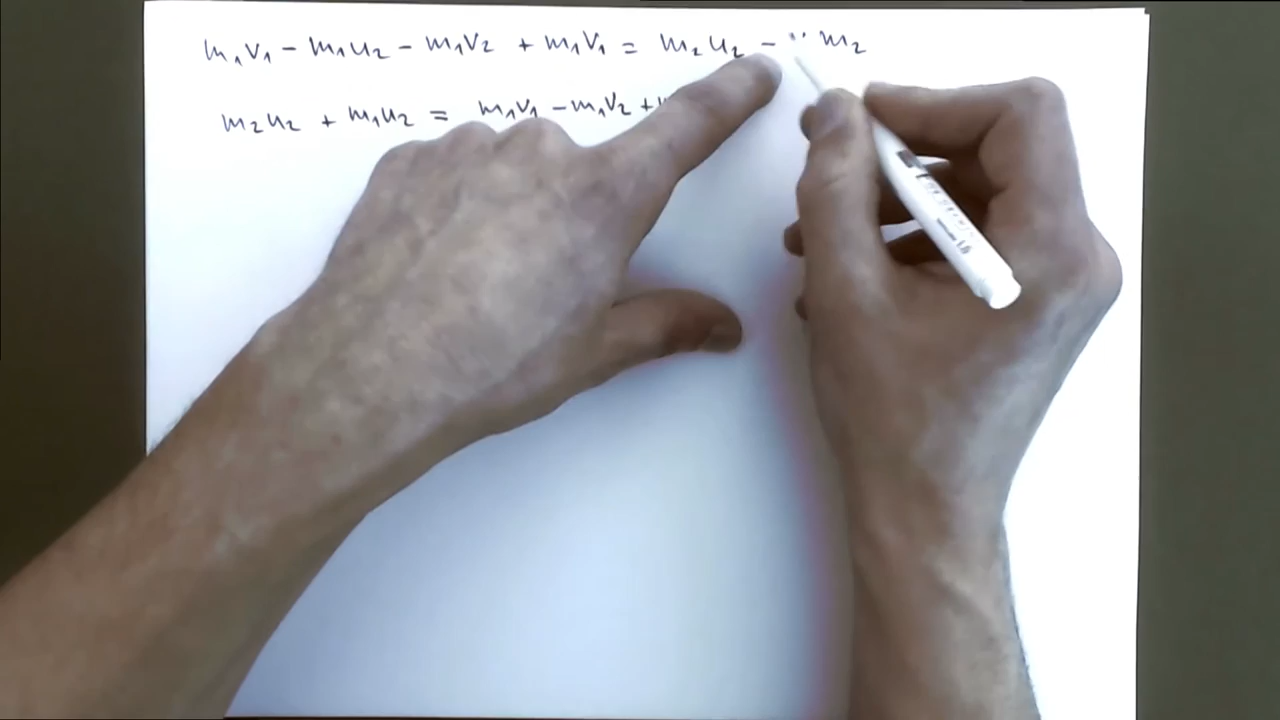 m₁v₁ - m₁u₂ - m₁v₂ + m₁v₁ = m₂u₂ - m₂
m₂u₂ + m₁u₂ = m₁v₁ - m₁v₂ +